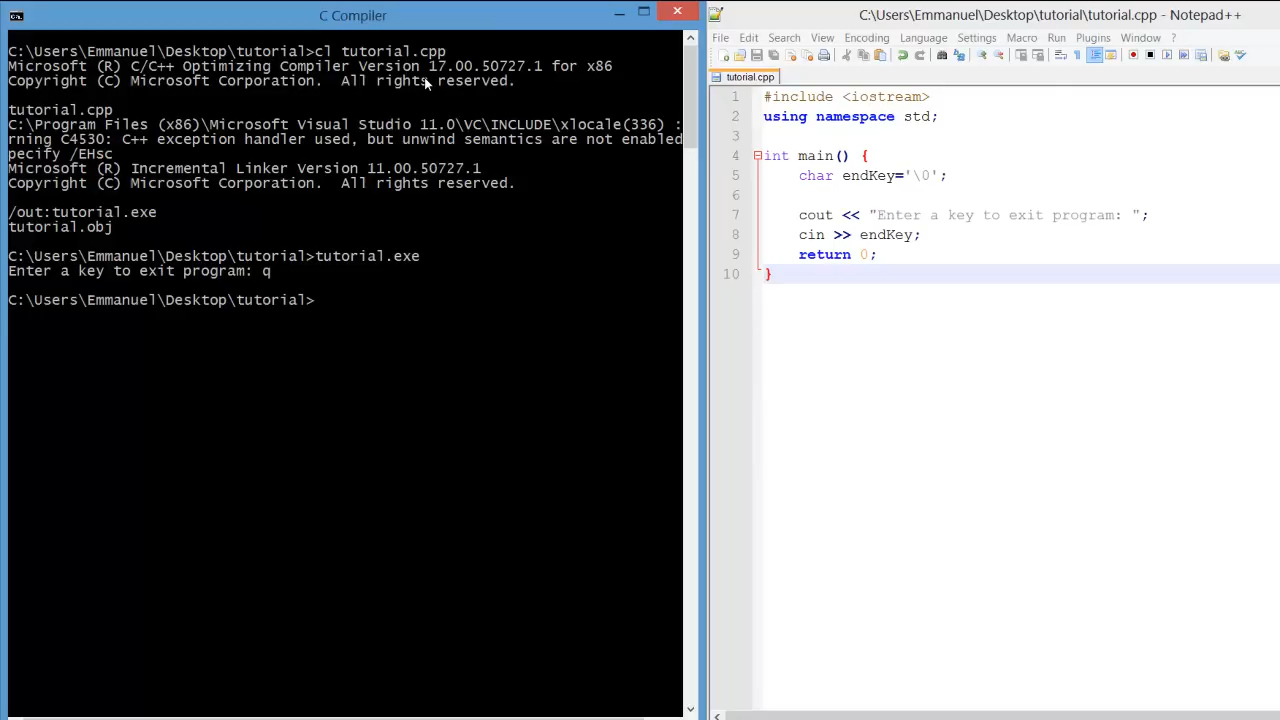 C Compiler
C:\Users\Emmanuel\Desktop\tutorial>cl tutorial.cpp
Microsoft (R) C/C++ Optimizing Compiler Version 17.00.50727.1 for x86
Copyright (C) Microsoft Corporation.  All rights reserved.
tutorial.cpp
C:\Program Files (x86)\Microsoft Visual Studio 11.0\VC\INCLUDE\xlocale(336) :
rning C4530: C++ exception handler used, but unwind semantics are not enabled
pecify /EHsc
Microsoft (R) Incremental Linker Version 11.00.50727.1
Copyright (C) Microsoft Corporation.  All rights reserved.
/out:tutorial.exe
tutorial.obj
C:\Users\Emmanuel\Desktop\tutorial>tutorial.exe
Enter a key to exit program: q
C:\Users\Emmanuel\Desktop\tutorial>
C:\Users\Emmanuel\Desktop\tutorial\tutorial.cpp - Notepad++
File Edit Search View Encoding Language Settings Macro Run Plugins Window ?
tutorial.cpp
1 #include <iostream>
2 using namespace std;
3
4 int main() {
5 char endKey='\0';
6
7 cout << "Enter a key to exit program: ";
8 cin >> endKey;
9 return 0;
10 }